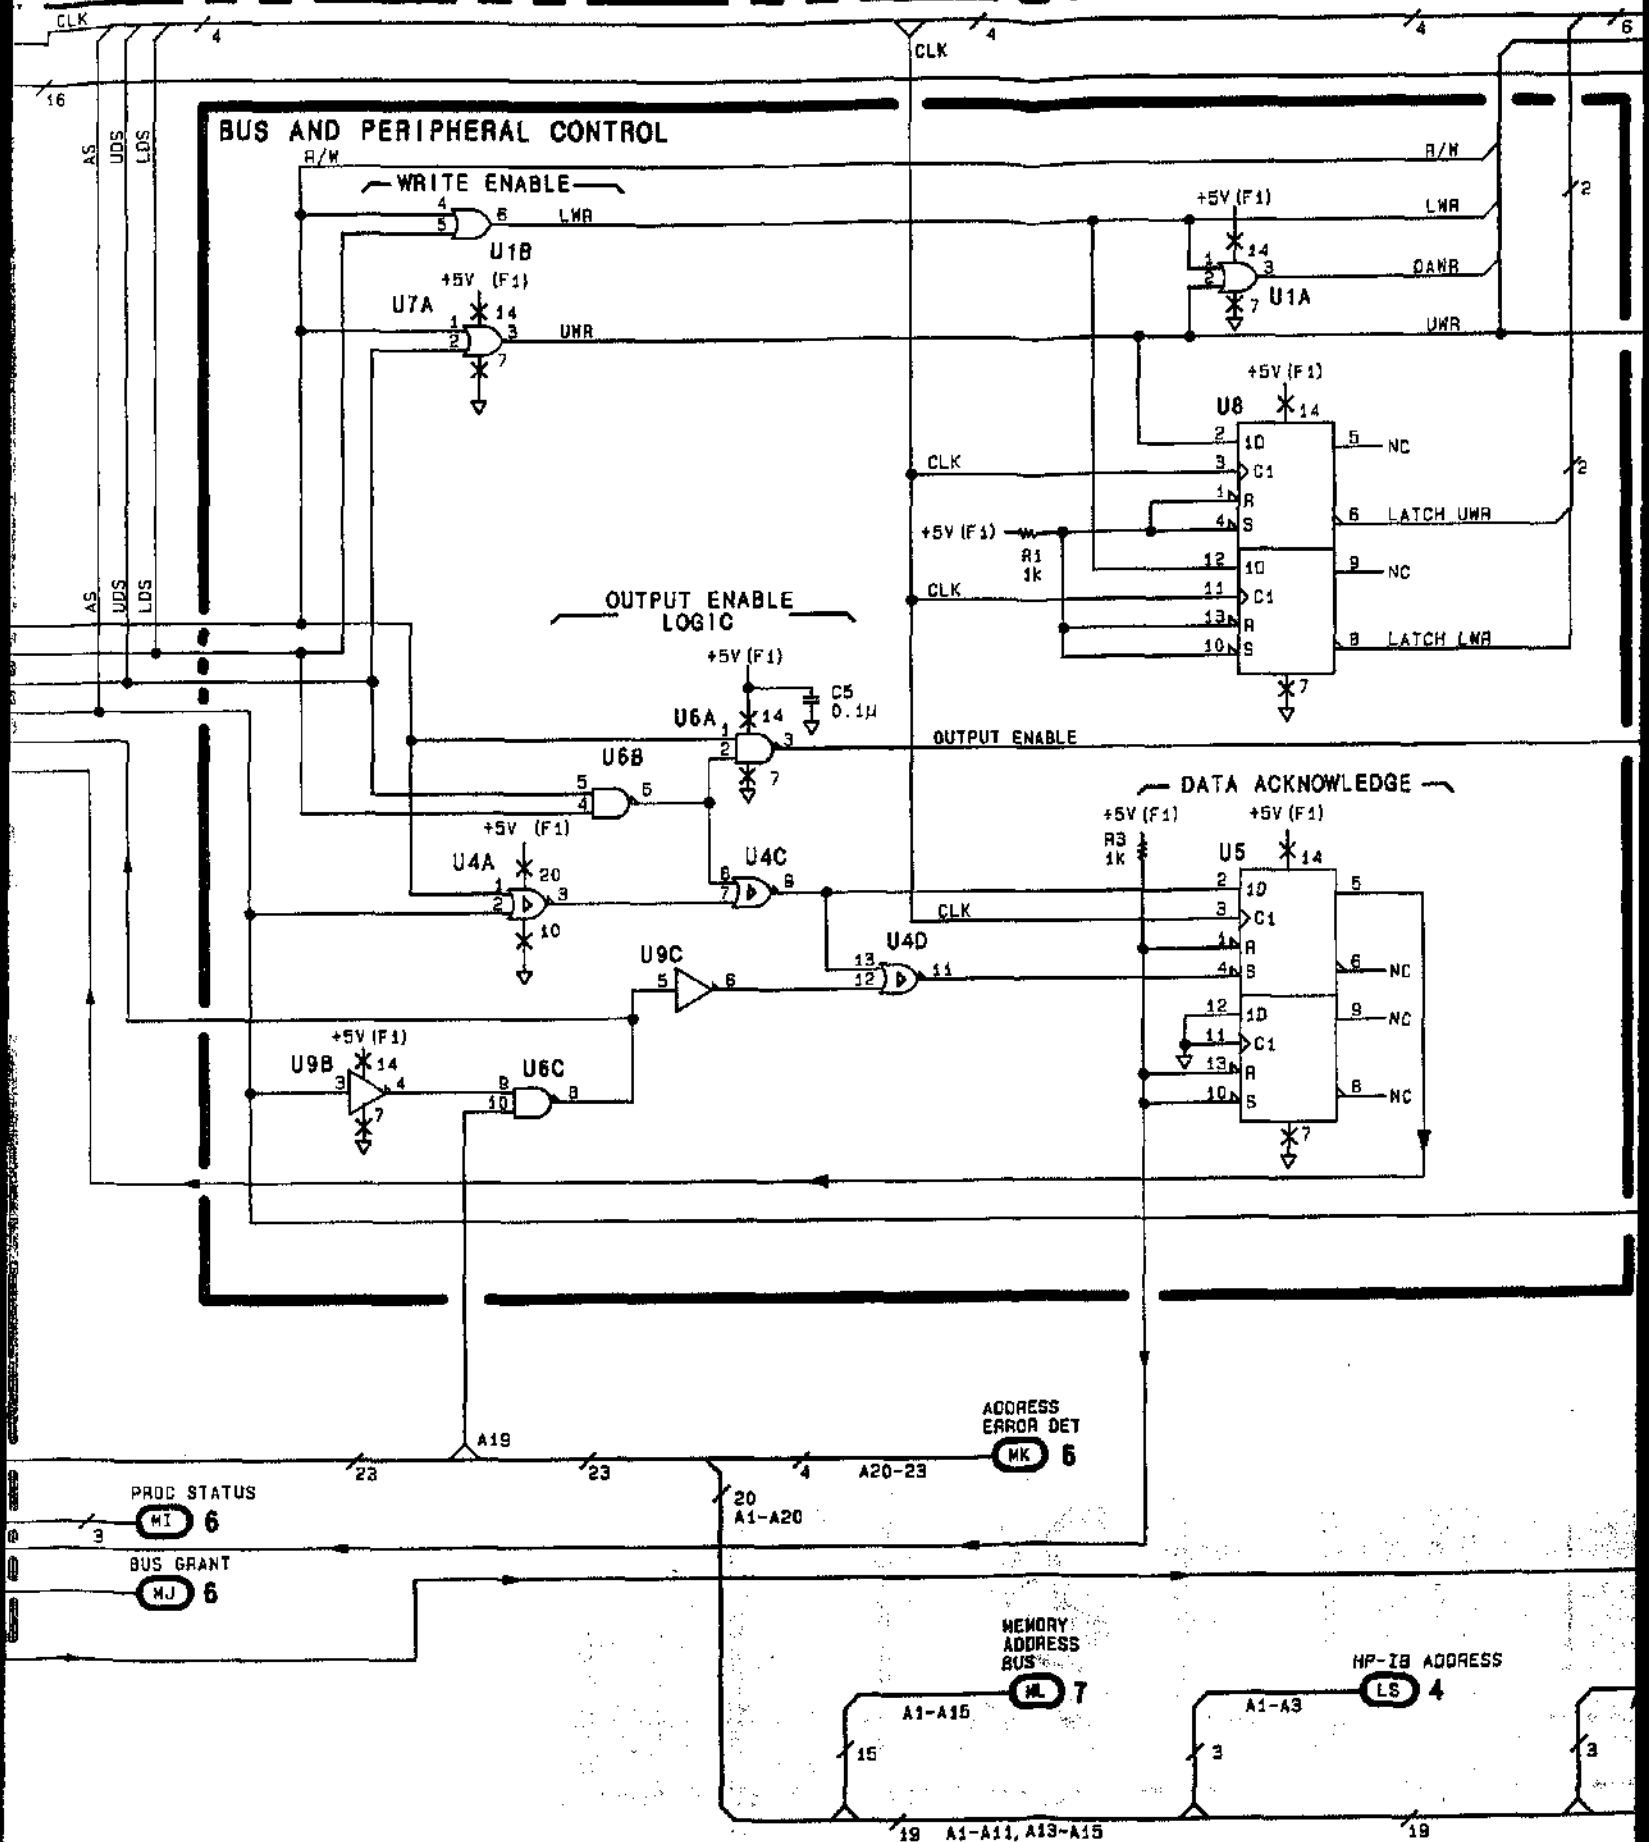 CLK
4
4
4
6
CLK
16
BUS AND PERIPHERAL CONTROL
R/W
R/W
AS
UDS
LDS
WRITE ENABLE
4
5
6
LWR
U1B
+5V (F1)
14
1
2
3
U1A
7
LWR
DAWR
UWR
2
+5V (F1)
U7A
14
1
2
3
UWR
7
+5V (F1)
U8
14
2
1D
5
NC
CLK
3
C1
1
R
4
S
6
LATCH UWR
2
+5V (F1)
R1
1k
12
1D
9
NC
CLK
11
C1
13
R
10
S
8
LATCH LWR
7
AS
UDS
LDS
OUTPUT ENABLE
LOGIC
+5V (F1)
C5
0.1µ
U6A
14
1
2
3
7
OUTPUT ENABLE
U6B
5
4
6
+5V (F1)
U4A
20
1
2
3
10
U4C
8
7
9
DATA ACKNOWLEDGE
+5V (F1)
R3
1k
+5V (F1)
U5
14
2
1D
5
CLK
3
C1
1
R
4
S
6
NC
U4D
13
12
11
U9C
5
6
12
1D
9
NC
11
C1
13
R
10
S
8
NC
7
+5V (F1)
U9B
14
3
4
7
U6C
9
10
8
A19
23
23
4
A20-23
ADDRESS
ERROR DET
MK 6
20
A1-A20
PROC STATUS
MI 6
3
BUS GRANT
MJ 6
MEMORY
ADDRESS
BUS
ML 7
A1-A15
15
HP-IB ADDRESS
LS 4
A1-A3
3
3
19
A1-A11, A13-A15
19